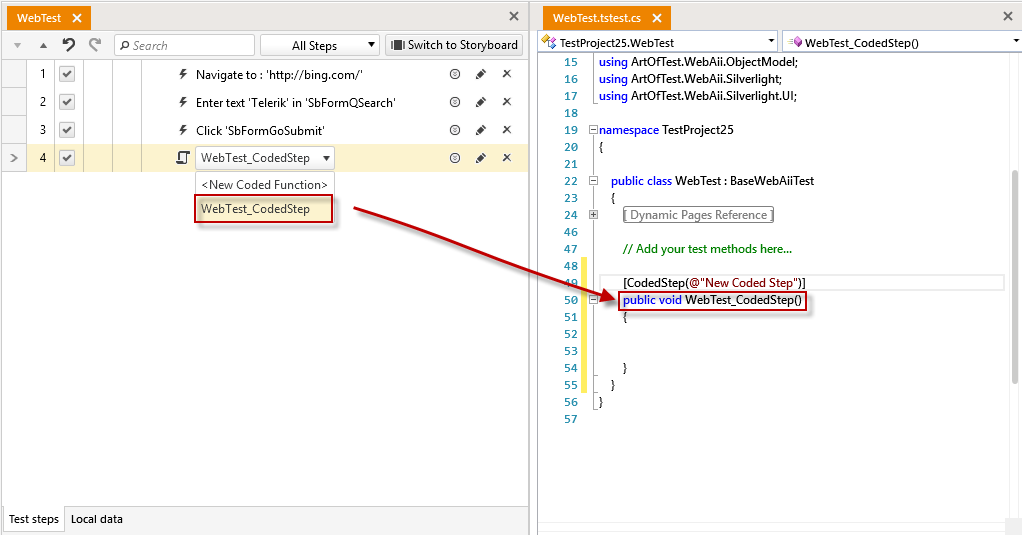 WebTest
Search
All Steps
Switch to Storyboard
1 Navigate to : 'http://bing.com/'
2 Enter text 'Telerik' in 'SbFormQSearch'
3 Click 'SbFormGoSubmit'
4 WebTest_CodedStep
<New Coded Function>
WebTest_CodedStep
Test steps Local data
WebTest.tstest.cs
TestProject25.WebTest WebTest_CodedStep()
15 using ArtOfTest.WebAii.ObjectModel;
16 using ArtOfTest.WebAii.Silverlight;
17 using ArtOfTest.WebAii.Silverlight.UI;
18
19 namespace TestProject25
20 {
21
22 public class WebTest : BaseWebAiiTest
23 {
24 [ Dynamic Pages Reference ]
46
47 // Add your test methods here...
48
49 [CodedStep(@"New Coded Step")]
50 public void WebTest_CodedStep()
51 {
52
53
54 }
55 }
56 }
57